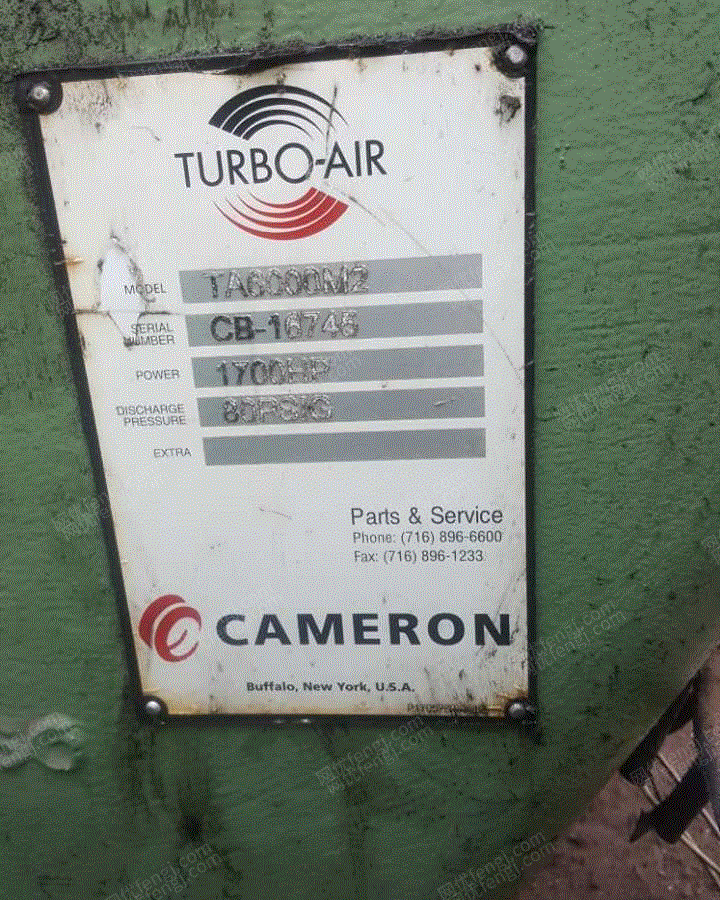 TURBO-AIR
MODEL TA6000M2
SERIAL NUMBER CB-16746
POWER 1700HP
DISCHARGE PRESSURE 80PSIG
EXTRA
Parts & Service
Phone: (716) 896-6600
Fax: (716) 896-1233
CAMERON
Buffalo, New York, U.S.A.